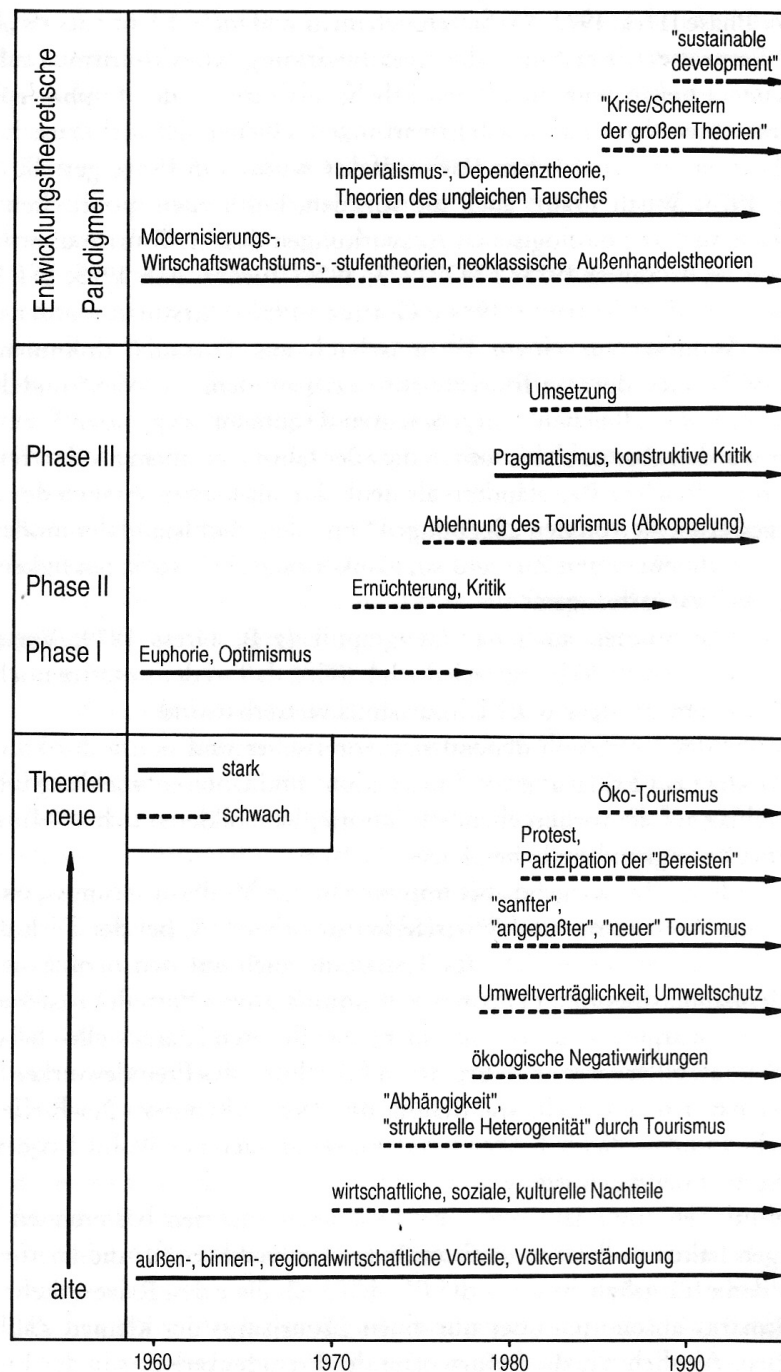 Entwicklungstheoretische
Paradigmen
"sustainable
development"
"Krise/Scheitern
der großen Theorien"
Imperialismus-, Dependenztheorie,
Theorien des ungleichen Tausches
Modernisierungs-,
Wirtschaftswachstums-, -stufentheorien, neoklassische Außenhandelstheorien
Umsetzung
Phase III
Pragmatismus, konstruktive Kritik
Ablehnung des Tourismus (Abkoppelung)
Phase II
Ernüchterung, Kritik
Phase I
Euphorie, Optimismus
Themen
neue
stark
schwach
Öko-Tourismus
Protest,
Partizipation der "Bereisten"
"sanfter",
"angepaßter", "neuer" Tourismus
Umweltverträglichkeit, Umweltschutz
ökologische Negativwirkungen
"Abhängigkeit",
"strukturelle Heterogenität" durch Tourismus
wirtschaftliche, soziale, kulturelle Nachteile
außen-, binnen-, regionalwirtschaftliche Vorteile, Völkerverständigung
alte
1960 1970 1980 1990